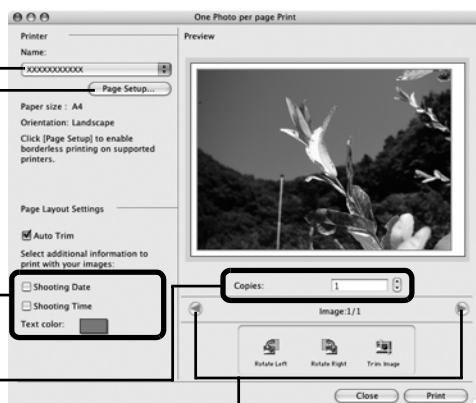 One Photo per page Print
Printer
Name:
XXXXXXXXXXX
Page Setup...
Paper size : A4
Orientation: Landscape
Click [Page Setup] to enable
borderless printing on supported
printers.
Page Layout Settings
Auto Trim
Select additional information to
print with your images:
Shooting Date
Shooting Time
Text color:
Preview
Copies: 1
Image:1/1
Rotate Left Rotate Right Trim Image
Close Print